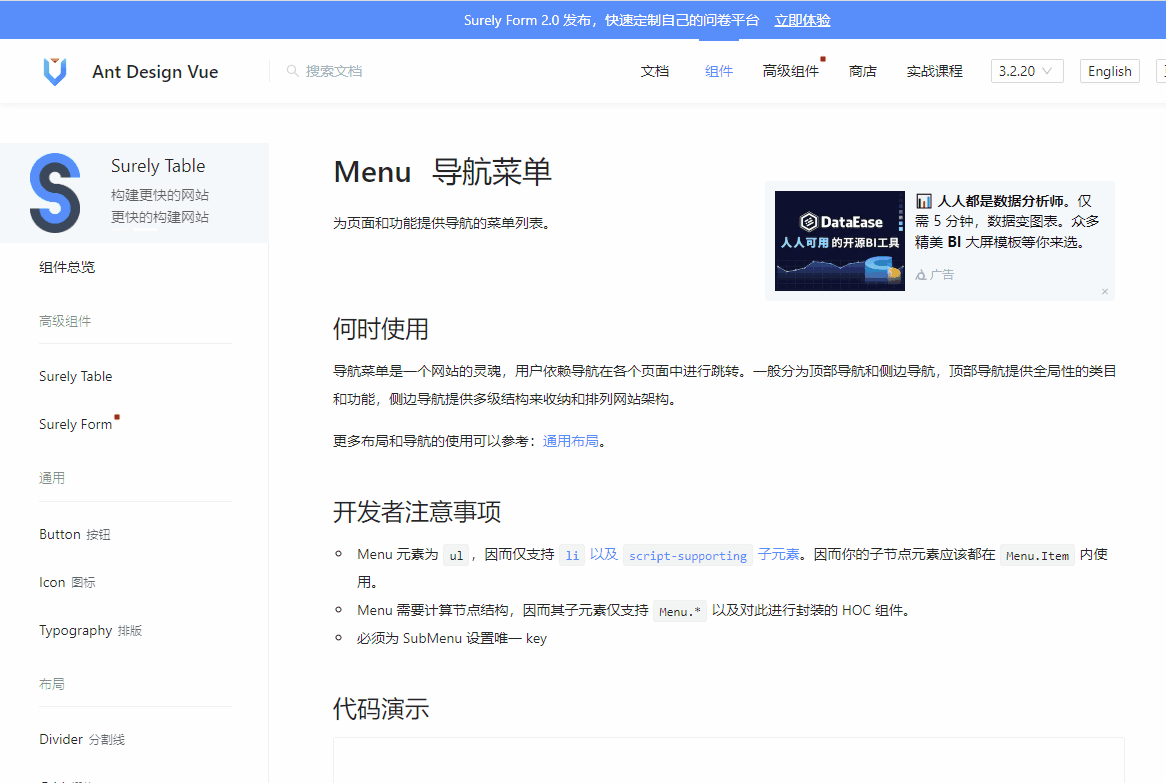 Surely Form 2.0 发布，快速定制自己的问卷平台 立即体验
Ant Design Vue 搜索文档 文档 组件 高级组件 商店 实战课程 3.2.20 English
Surely Table
构建更快的网站
更快的构建网站
组件总览
高级组件
Surely Table
Surely Form
通用
Button 按钮
Icon 图标
Typography 排版
布局
Divider 分割线
Menu 导航菜单
为页面和功能提供导航的菜单列表。
DataEase
人人可用的开源BI工具
人人都是数据分析师。仅
需 5 分钟，数据变图表。众多
精美 BI 大屏模板等你来选。
广告
×
何时使用
导航菜单是一个网站的灵魂，用户依赖导航在各个页面中进行跳转。一般分为顶部导航和侧边导航，顶部导航提供全局性的类目
和功能，侧边导航提供多级结构来收纳和排列网站架构。
更多布局和导航的使用可以参考：通用布局。
开发者注意事项
Menu 元素为 ul，因而仅支持 li 以及 script-supporting 子元素。因而你的子节点元素应该都在 Menu.Item 内使
用。
Menu 需要计算节点结构，因而其子元素仅支持 Menu.* 以及对此进行封装的 HOC 组件。
必须为 SubMenu 设置唯一 key
代码演示